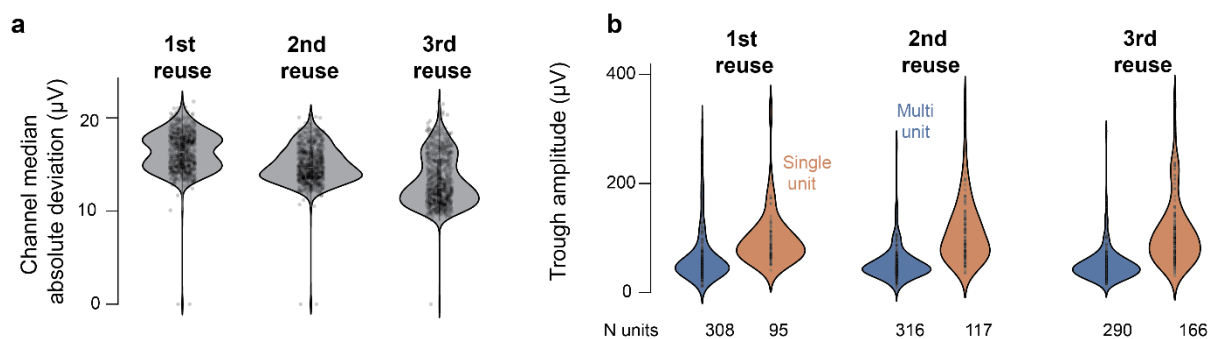 a
1st
reuse
2nd
reuse
3rd
reuse
Channel median
absolute deviation (µV)
20
10
0
b
1st
reuse
2nd
reuse
3rd
reuse
Trough amplitude (µV)
400
200
0
Multi
unit
Single
unit
N units 308 95 316 117 290 166